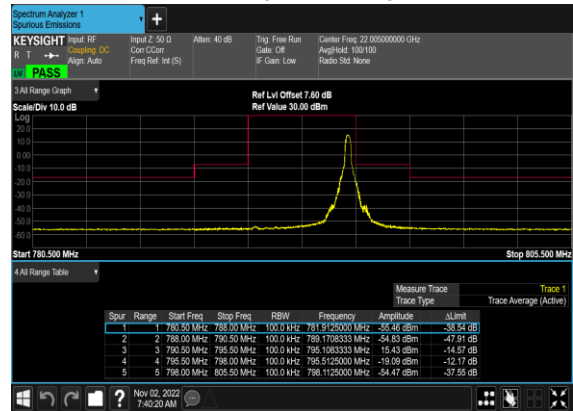 Spectrum Analyzer 1
Spurious Emissions
+
KEYSIGHT Input: RF Input Z: 50 Ω Atten: 40 dB Trig: Free Run Center Freq: 22.005000000 GHz
R T Coupling: DC Corr CCorr Gate: Off Avg|Hold: 100/100
Align: Auto Freq Ref: Int (S) IF Gain: Low Radio Std: None
PASS
3 All Range Graph
Ref Lvl Offset 7.60 dB
Scale/Div 10.0 dB Ref Value 30.00 dBm
Log
20.0
10.0
0.00
-10.0
-20.0
-30.0
-40.0
-50.0
-60.0
Start 780.500 MHz Stop 805.500 MHz
4 All Range Table
Measure Trace Trace 1
Trace Type Trace Average (Active)
Spur Range Start Freq Stop Freq RBW Frequency Amplitude ΔLimit
1 1 780.50 MHz 788.00 MHz 100.0 kHz 781.9125000 MHz -55.46 dBm -38.54 dB
2 2 788.00 MHz 790.50 MHz 100.0 kHz 789.1708333 MHz -54.83 dBm -47.91 dB
3 3 790.50 MHz 795.50 MHz 100.0 kHz 795.1083333 MHz 15.43 dBm -14.57 dB
4 4 795.50 MHz 798.00 MHz 100.0 kHz 795.5125000 MHz -19.09 dBm -12.17 dB
5 5 798.00 MHz 805.50 MHz 100.0 kHz 798.1125000 MHz -54.47 dBm -37.55 dB
? Nov 02, 2022
7:40:20 AM